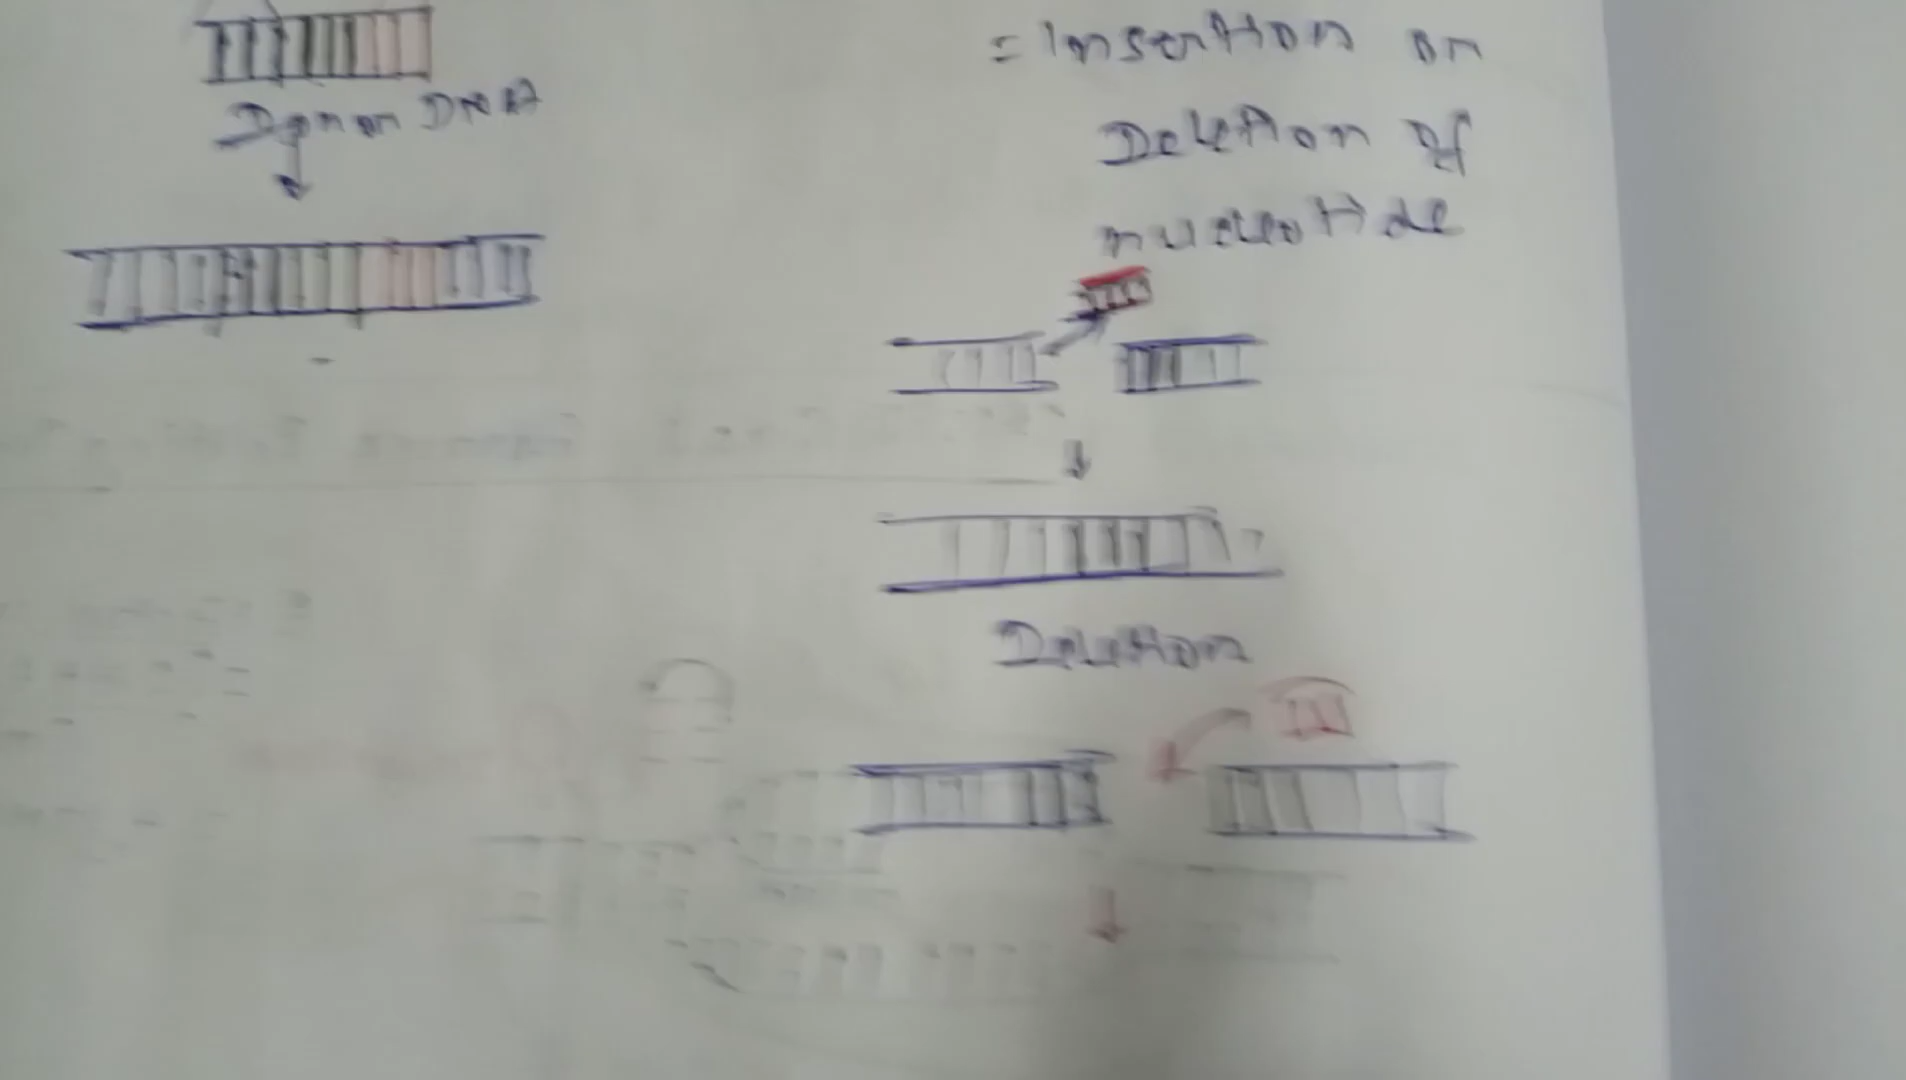 Donor DNA
= Insertion or
Deletion of
nucleotide
Deletion